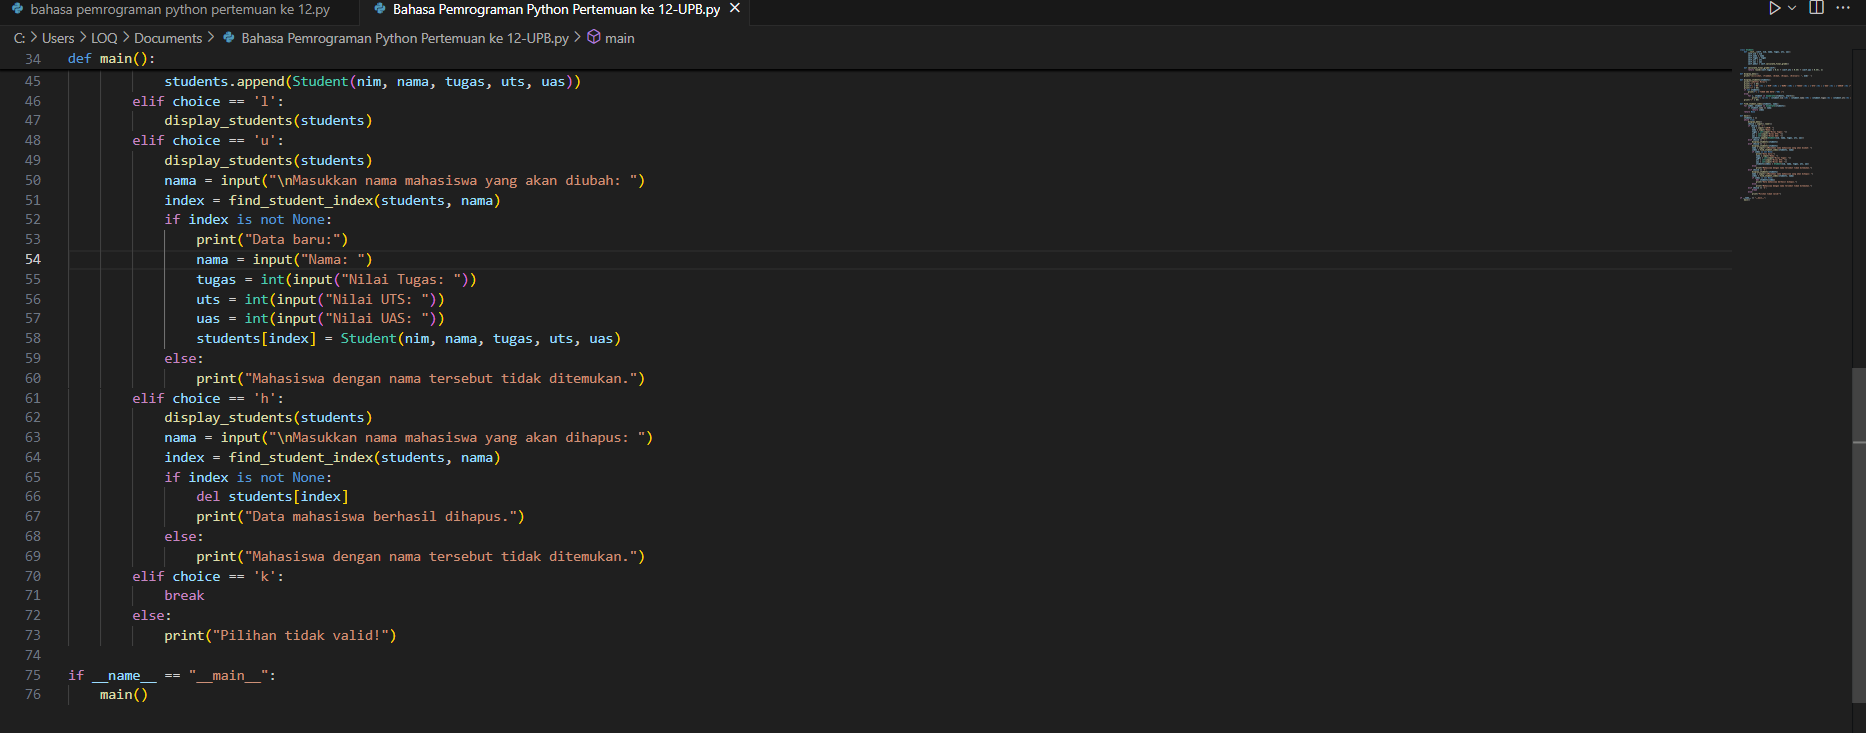 bahasa pemrograman python pertemuan ke 12.py
Bahasa Pemrograman Python Pertemuan ke 12-UPB.py
C: > Users > LOQ > Documents > Bahasa Pemrograman Python Pertemuan ke 12-UPB.py > main
34 def main():
45 students.append(Student(nim, nama, tugas, uts, uas))
46 elif choice == 'l':
47 display_students(students)
48 elif choice == 'u':
49 display_students(students)
50 nama = input("\nMasukkan nama mahasiswa yang akan diubah: ")
51 index = find_student_index(students, nama)
52 if index is not None:
53 print("Data baru:")
54 nama = input("Nama: ")
55 tugas = int(input("Nilai Tugas: "))
56 uts = int(input("Nilai UTS: "))
57 uas = int(input("Nilai UAS: "))
58 students[index] = Student(nim, nama, tugas, uts, uas)
59 else:
60 print("Mahasiswa dengan nama tersebut tidak ditemukan.")
61 elif choice == 'h':
62 display_students(students)
63 nama = input("\nMasukkan nama mahasiswa yang akan dihapus: ")
64 index = find_student_index(students, nama)
65 if index is not None:
66 del students[index]
67 print("Data mahasiswa berhasil dihapus.")
68 else:
69 print("Mahasiswa dengan nama tersebut tidak ditemukan.")
70 elif choice == 'k':
71 break
72 else:
73 print("Pilihan tidak valid!")
74
75 if __name__ == "__main__":
76 main()